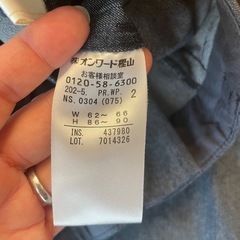 ㈱オンワード樫山
お客様相談室
0120-58-6300
202-5. PR.WP. 2
NS. 0304 (075)
W 62〜 66
H 86〜 90
INS. 437980
LOT. 7014326